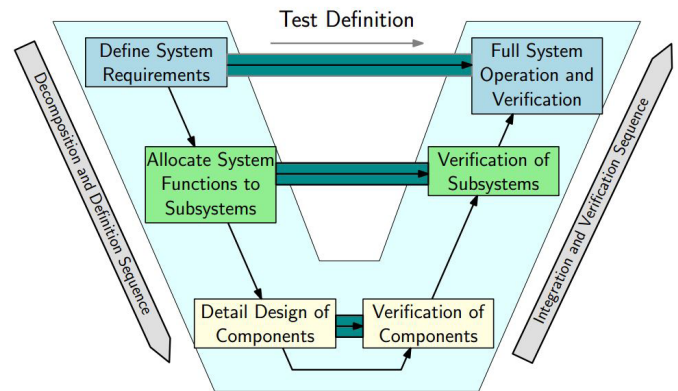 Test Definition
Define System
Requirements
Full System
Operation and
Verification
Decomposition and Definition Sequence
Integration and Verification Sequence
Allocate System
Functions to
Subsystems
Verification of
Subsystems
Detail Design of
Components
Verification of
Components